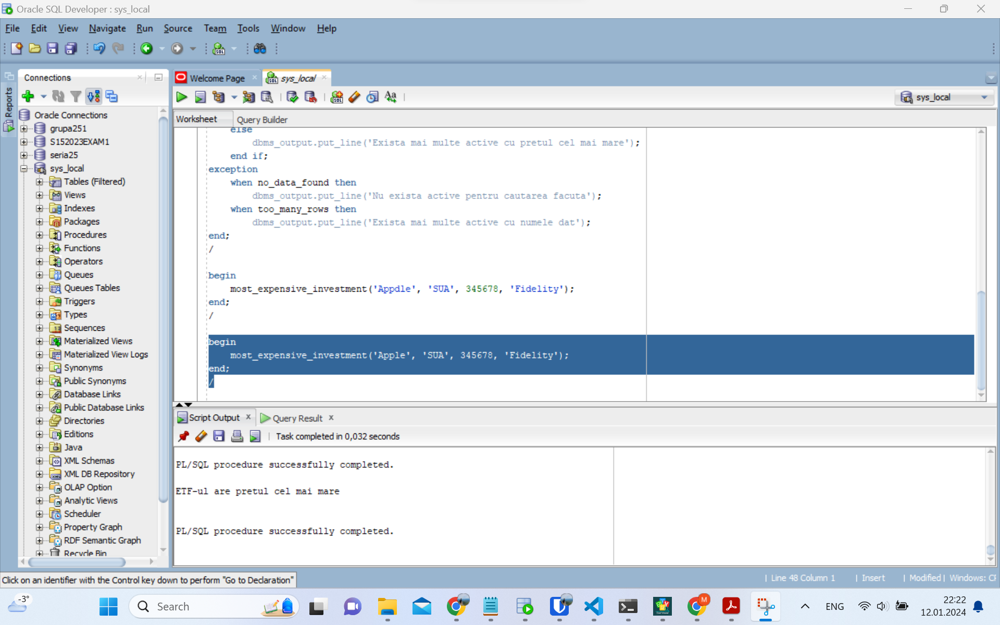 Oracle SQL Developer : sys_local
File Edit View Navigate Run Source Team Tools Window Help
Reports
Connections
Oracle Connections
grupa251
S152023EXAM1
seria25
sys_local
Tables (Filtered)
Views
Indexes
Packages
Procedures
Functions
Operators
Queues
Queues Tables
Triggers
Types
Sequences
Materialized Views
Materialized View Logs
Synonyms
Public Synonyms
Database Links
Public Database Links
Directories
Editions
Java
XML Schemas
XML DB Repository
OLAP Option
Analytic Views
Scheduler
Property Graph
RDF Semantic Graph
Recycle Bin
Welcome Page sys_local
sys_local
Worksheet Query Builder
else
dbms_output.put_line('Exista mai multe active cu pretul cel mai mare');
end if;
exception
when no_data_found then
dbms_output.put_line('Nu exista active pentru cautarea facuta');
when too_many_rows then
dbms_output.put_line('Exista mai multe active cu numele dat');
end;
/
begin
most_expensive_investment('Appdle', 'SUA', 345678, 'Fidelity');
end;
/
begin
most_expensive_investment('Apple', 'SUA', 345678, 'Fidelity');
end;
/
Script Output x Query Result x
Task completed in 0,032 seconds
PL/SQL procedure successfully completed.
ETF-ul are pretul cel mai mare
PL/SQL procedure successfully completed.
Click on an identifier with the Control key down to perform "Go to Declaration"
| Line 48 Column 1 | Insert | Modified | Windows: CF
-3°
Search
M
ENG
22:22
12.01.2024